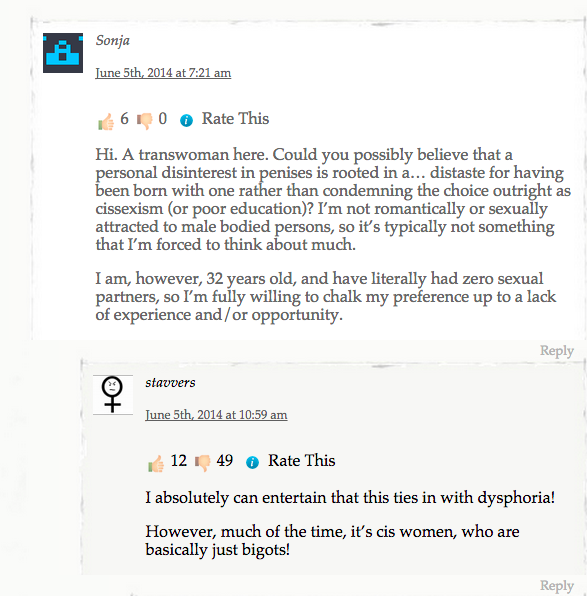 Sonja
June 5th, 2014 at 7:21 am
6 0 Rate This
Hi. A transwoman here. Could you possibly believe that a
personal disinterest in penises is rooted in a… distaste for having
been born with one rather than condemning the choice outright as
cissexism (or poor education)? I’m not romantically or sexually
attracted to male bodied persons, so it’s typically not something
that I’m forced to think about much.
I am, however, 32 years old, and have literally had zero sexual
partners, so I’m fully willing to chalk my preference up to a lack
of experience and/or opportunity.
Reply
stavvers
June 5th, 2014 at 10:59 am
12 49 Rate This
I absolutely can entertain that this ties in with dysphoria!
However, much of the time, it’s cis women, who are
basically just bigots!
Reply